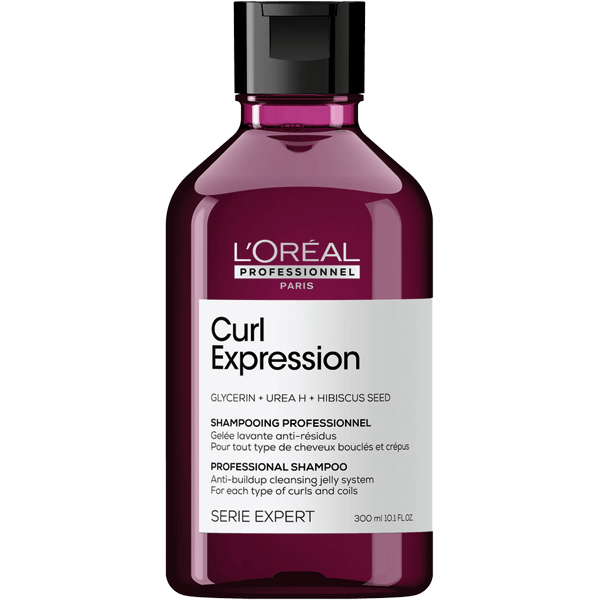 L'ORÉAL
PROFESSIONNEL
PARIS
Curl
Expression
GLYCERIN + UREA H + HIBISCUS SEED
SHAMPOOING PROFESSIONNEL
Gelée lavante anti-résidus
Pour tout type de cheveux bouclés et crépus
PROFESSIONAL SHAMPOO
Anti-buildup cleansing jelly system
For each type of curls and coils
SERIE EXPERT
300 ml 10.1 FL.OZ.